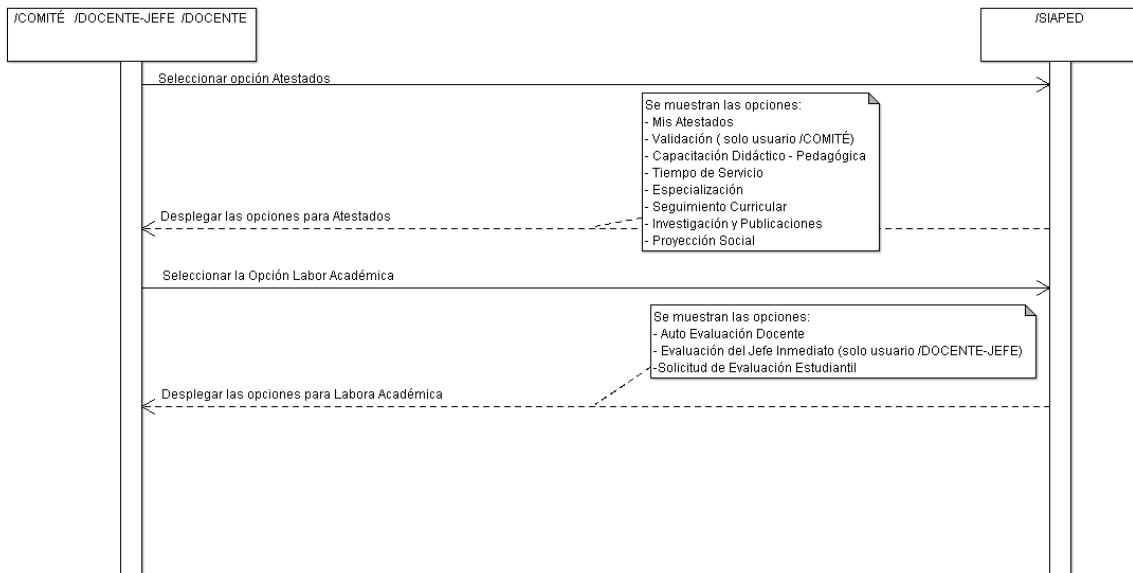 /COMITÉ /DOCENTE-JEFE /DOCENTE
/SIAPED
Seleccionar opción Atestados
Se muestran las opciones:
- Mis Atestados
- Validación ( solo usuario /COMITÉ)
- Capacitación Didáctico - Pedagógica
- Tiempo de Servicio
- Especialización
- Seguimiento Curricular
- Investigación y Publicaciones
- Proyección Social
Desplegar las opciones para Atestados
Seleccionar la Opción Labor Académica
Se muestran las opciones:
- Auto Evaluación Docente
- Evaluación del Jefe Inmediato (solo usuario /DOCENTE-JEFE)
-Solicitud de Evaluación Estudiantil
Desplegar las opciones para Labora Académica